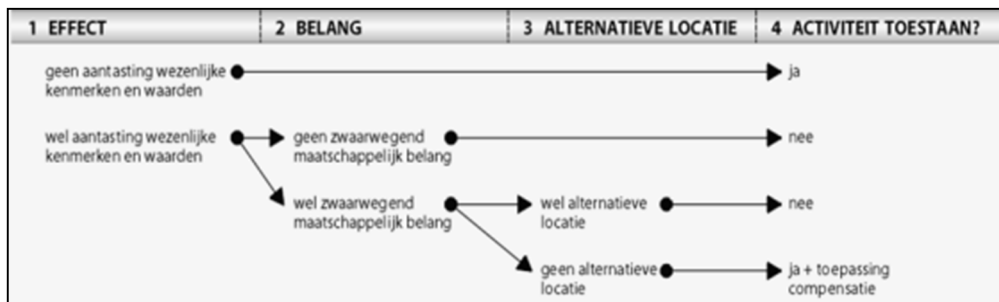 1 EFFECT
2 BELANG
3 ALTERNATIEVE LOCATIE
4 ACTIVITEIT TOESTAAN?
geen aantasting wezenlijke
kenmerken en waarden
ja
wel aantasting wezenlijke
kenmerken en waarden
geen zwaarwegend
maatschappelijk belang
nee
wel zwaarwegend
maatschappelijk belang
wel alternatieve
locatie
nee
geen alternatieve
locatie
ja + toepassing
compensatie